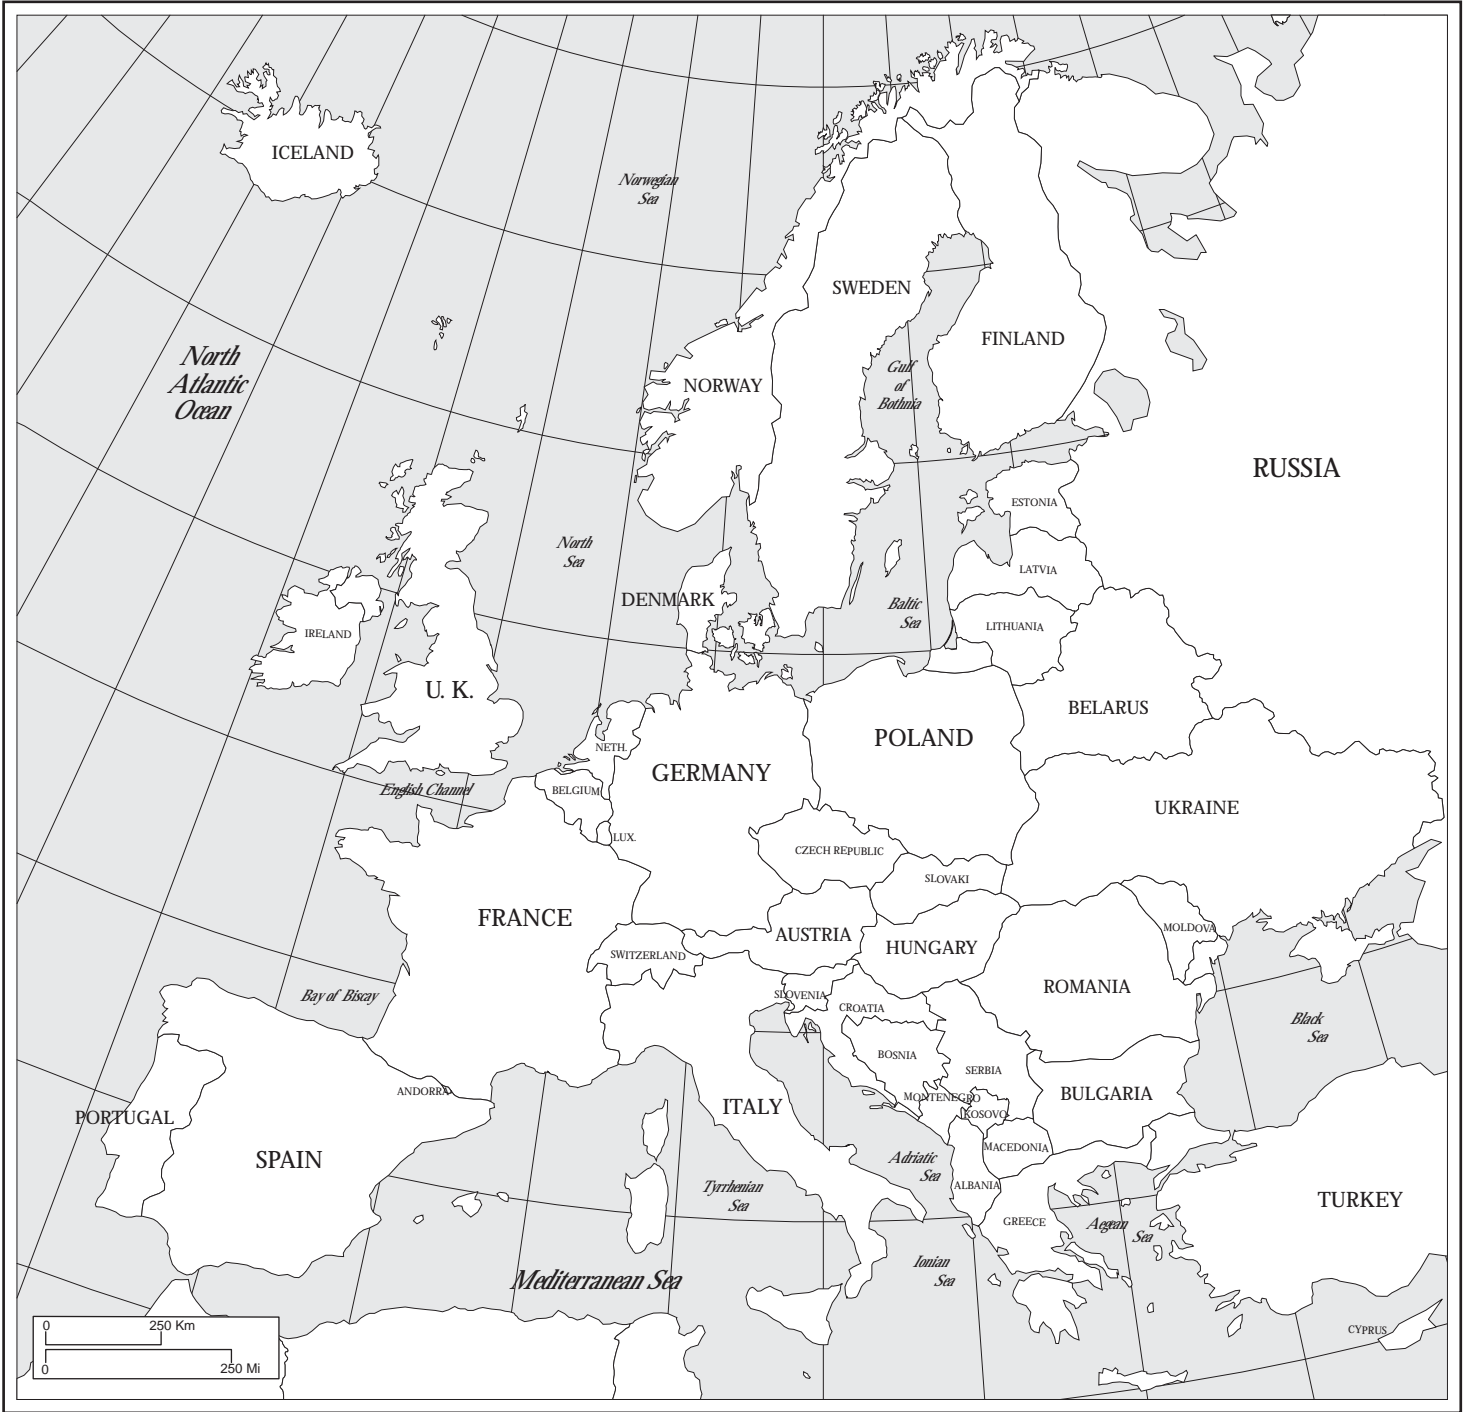 ICELAND
Norwegian
Sea
SWEDEN
FINLAND
North
Atlantic
Ocean
NORWAY
Gulf
of
Bothnia
RUSSIA
ESTONIA
North
Sea
LATVIA
DENMARK
Baltic
Sea
LITHUANIA
IRELAND
U. K.
BELARUS
POLAND
NETH.
GERMANY
English Channel
BELGIUM
UKRAINE
LUX.
CZECH REPUBLIC
SLOVAKI
FRANCE
AUSTRIA
HUNGARY
MOLDOVA
SWITZERLAND
Bay of Biscay
SLOVENIA
CROATIA
ROMANIA
Black
Sea
BOSNIA
SERBIA
ANDORRA
MONTENEGRO
BULGARIA
KOSOVO
ITALY
PORTUGAL
MACEDONIA
SPAIN
Adriatic
Sea
ALBANIA
Tyrrhenian
Sea
TURKEY
GREECE
Aegean
Sea
Ionian
Sea
Mediterranean Sea
CYPRUS
0 250 Km
0 250 Mi